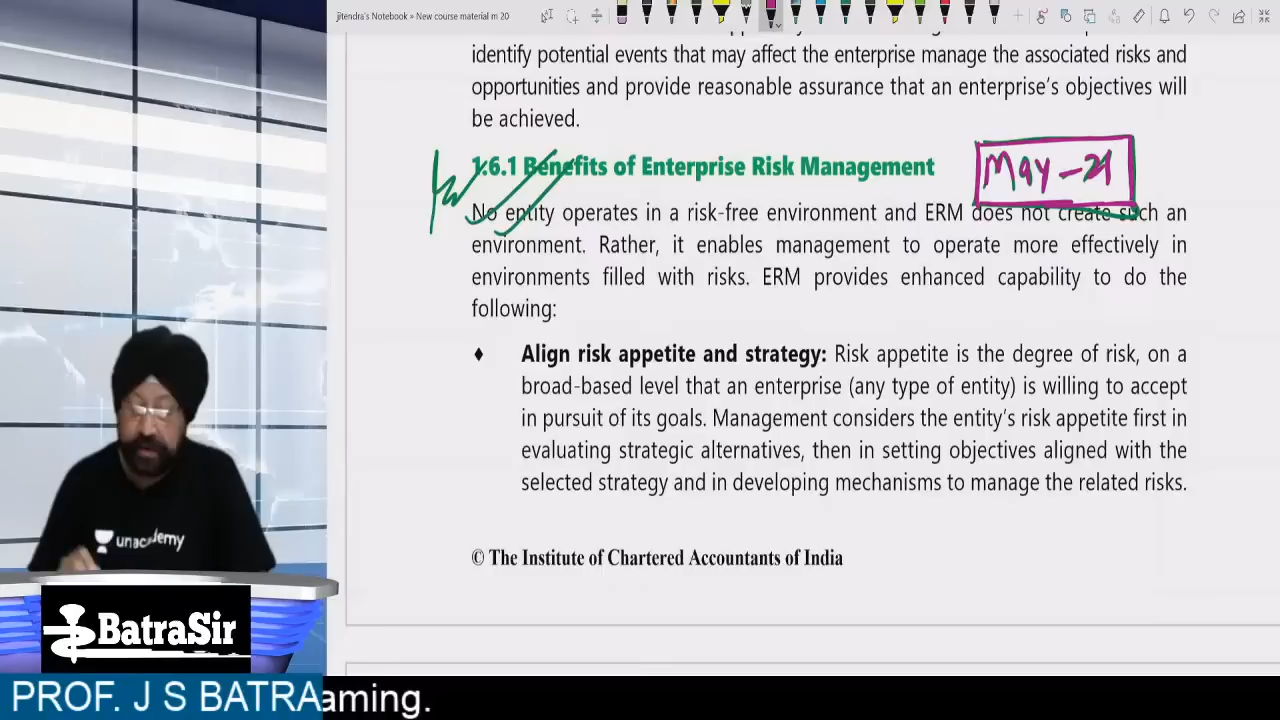 jitendra's Notebook » New course material m 20
identify potential events that may affect the enterprise manage the associated risks and
opportunities and provide reasonable assurance that an enterprise's objectives will
be achieved.
1.6.1 Benefits of Enterprise Risk Management
May - 21
No entity operates in a risk-free environment and ERM does not create such an
environment. Rather, it enables management to operate more effectively in
environments filled with risks. ERM provides enhanced capability to do the
following:
♦ Align risk appetite and strategy: Risk appetite is the degree of risk, on a
broad-based level that an enterprise (any type of entity) is willing to accept
in pursuit of its goals. Management considers the entity's risk appetite first in
evaluating strategic alternatives, then in setting objectives aligned with the
selected strategy and in developing mechanisms to manage the related risks.
© The Institute of Chartered Accountants of India
unacademy
BatraSir
PROF. J S BATRA
aming.